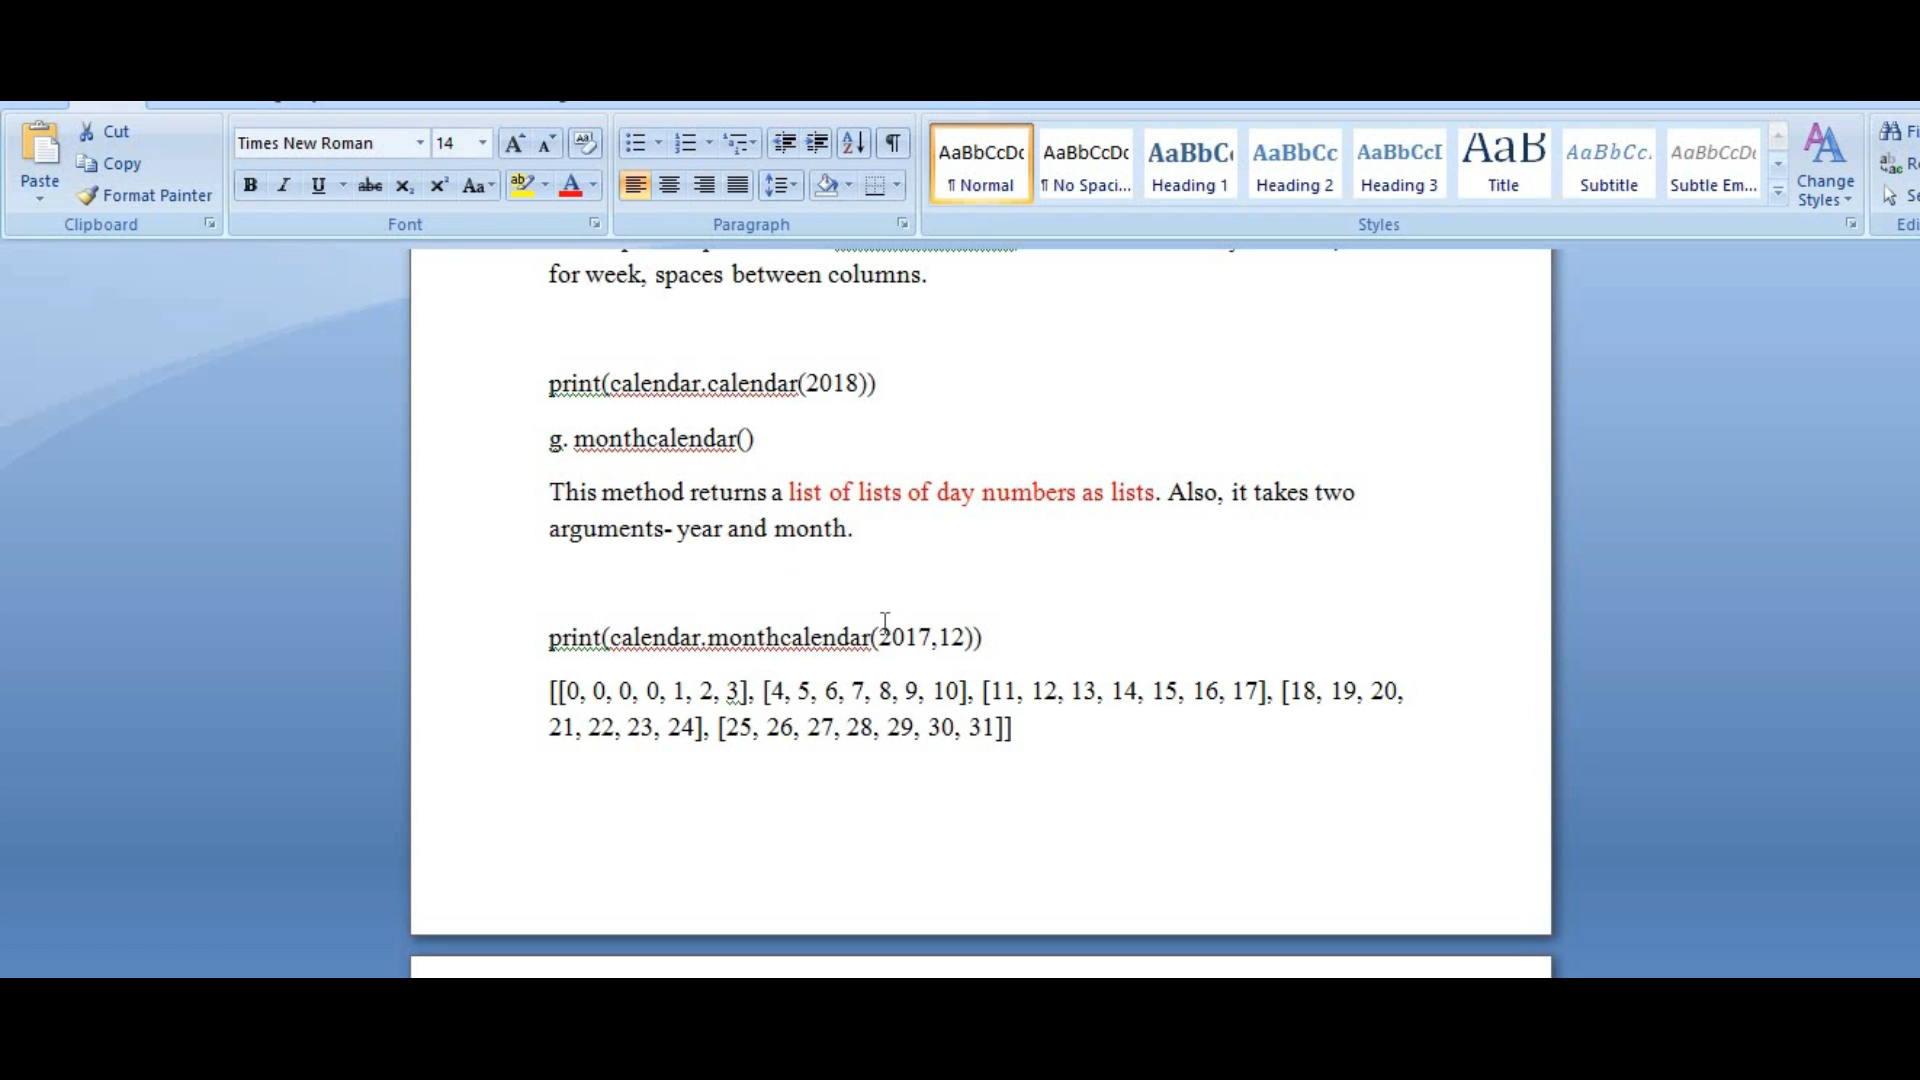 Cut
Copy
Format Painter
Paste
Clipboard
Times New Roman 14
Font
Paragraph
AaBbCcDc AaBbCcDc AaBbC AaBbCc AaBbCcI AaB AaBbCc. AaBbCcDc
¶ Normal ¶ No Spaci... Heading 1 Heading 2 Heading 3 Title Subtitle Subtle Em...
Change
Styles
Styles
for week, spaces between columns.
print(calendar.calendar(2018))
g. monthcalendar()
This method returns a list of lists of day numbers as lists. Also, it takes two
arguments- year and month.
print(calendar.monthcalendar(2017,12))
[[0, 0, 0, 0, 1, 2, 3], [4, 5, 6, 7, 8, 9, 10], [11, 12, 13, 14, 15, 16, 17], [18, 19, 20,
21, 22, 23, 24], [25, 26, 27, 28, 29, 30, 31]]